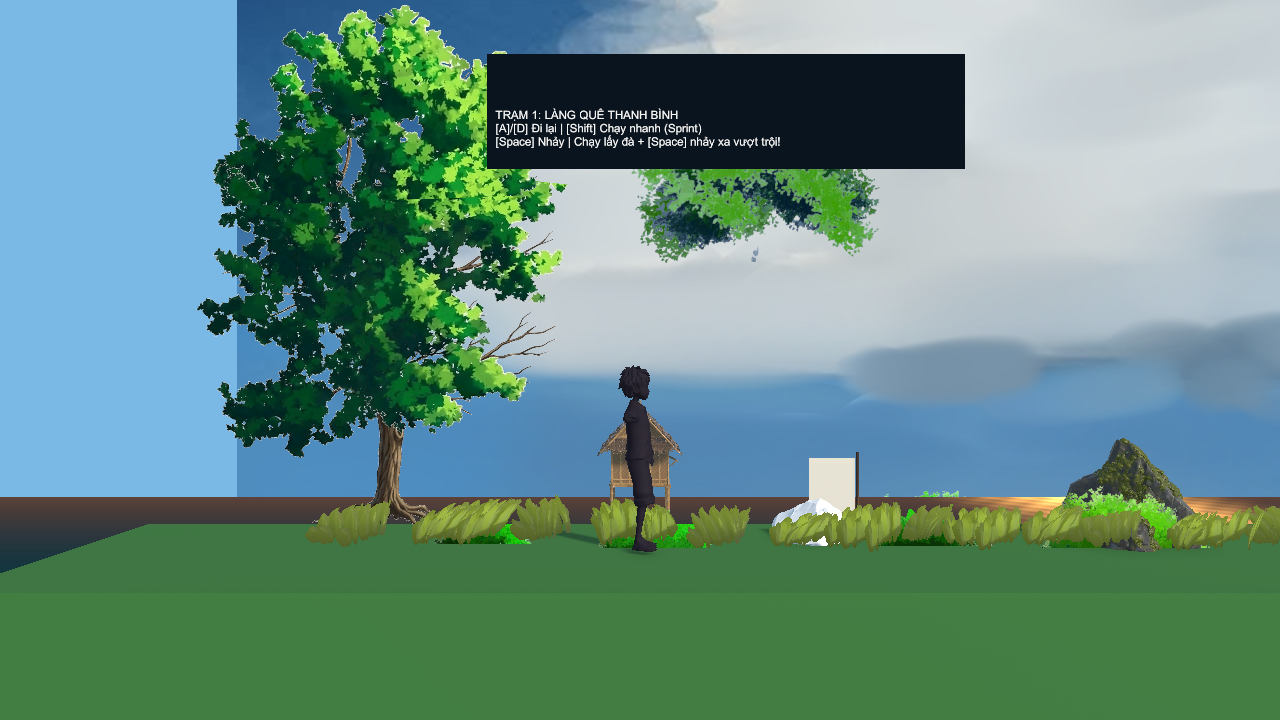 TRẠM 1: LÀNG QUÊ THANH BÌNH
[A]/[D] Đi lại | [Shift] Chạy nhanh (Sprint)
[Space] Nhảy | Chạy lấy đà + [Space] nhảy xa vượt trội!